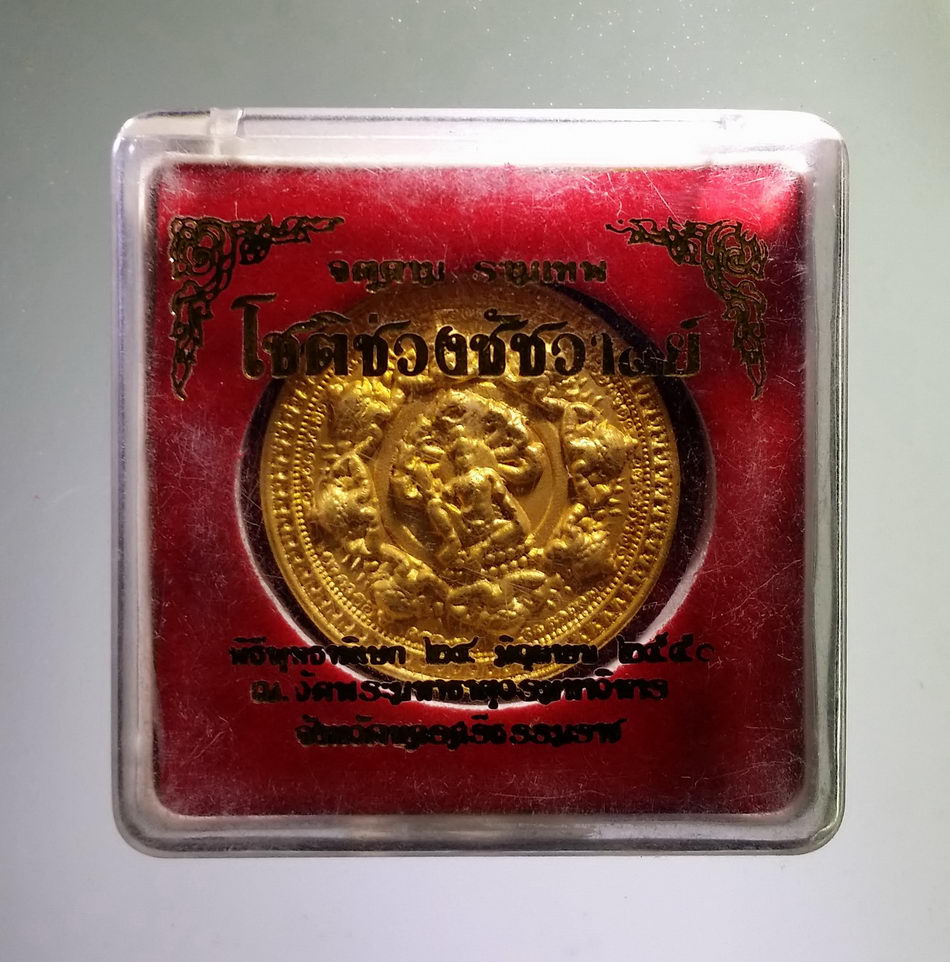 จตุคาม รามเทพ
โชติช่วงชัชวาลย์
พิธีพุทธาภิเษก ๒๔ มิถุนายน ๒๕๕๐
ณ. วัดพระมหาธาตุวรมหาวิหาร
จังหวัดนครศรีธรรมราช